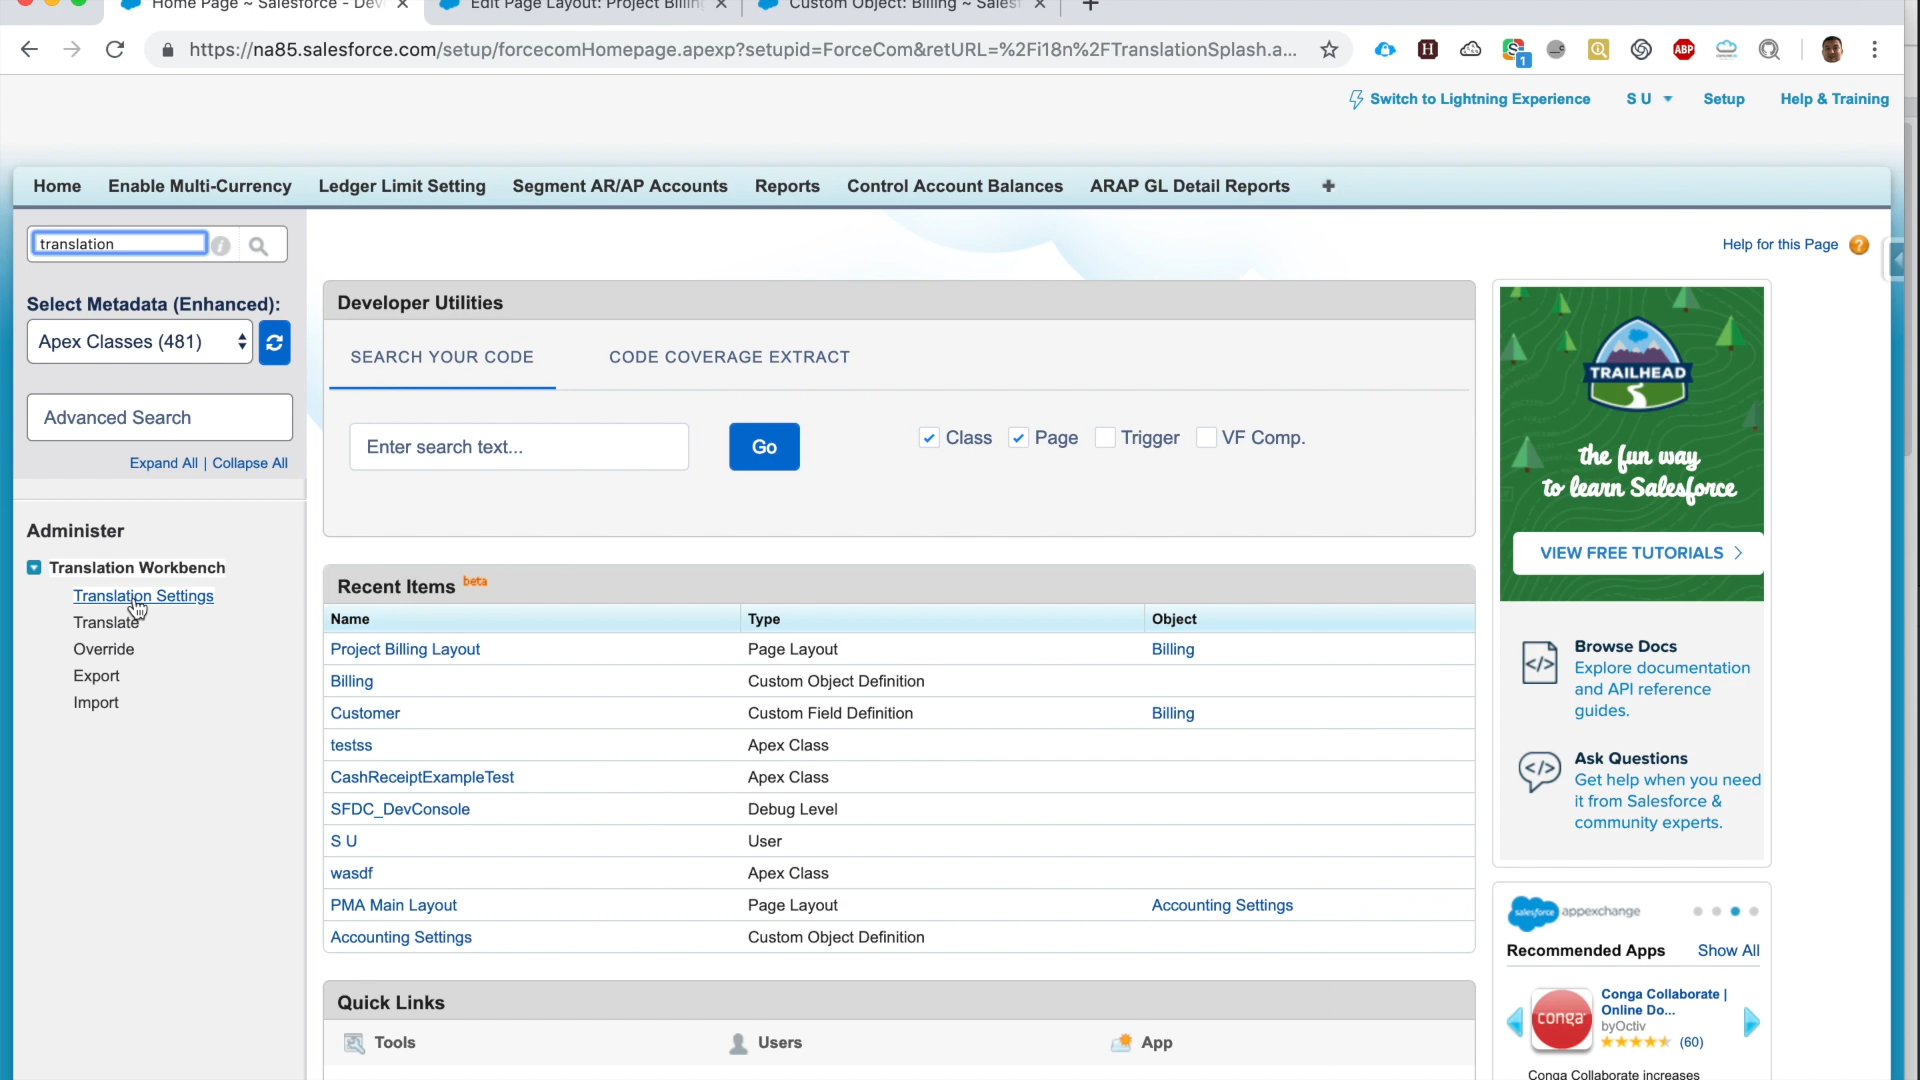 Home Page ~ Salesforce - Dev
Edit Page Layout: Project Billin
Custom Object: Billing ~ Sales
https://na85.salesforce.com/setup/forcecomHomepage.apexp?setupid=ForceCom&retURL=%2Fi18n%2FTranslationSplash.a...
1
ABP
Switch to Lightning Experience
S U
Setup
Help & Training
Home
Enable Multi-Currency
Ledger Limit Setting
Segment AR/AP Accounts
Reports
Control Account Balances
ARAP GL Detail Reports
translation
Help for this Page
Select Metadata (Enhanced):
Apex Classes (481)
Advanced Search
Expand All | Collapse All
Administer
Translation Workbench
Translation Settings
Translate
Override
Export
Import
Developer Utilities
SEARCH YOUR CODE
CODE COVERAGE EXTRACT
Enter search text...
Go
Class
Page
Trigger
VF Comp.
Recent Items beta
Name Type Object
Project Billing Layout Page Layout Billing
Billing Custom Object Definition
Customer Custom Field Definition Billing
testss Apex Class
CashReceiptExampleTest Apex Class
SFDC_DevConsole Debug Level
S U User
wasdf Apex Class
PMA Main Layout Page Layout Accounting Settings
Accounting Settings Custom Object Definition
Quick Links
Tools
Users
App
TRAILHEAD
the fun way
to learn Salesforce
VIEW FREE TUTORIALS
Browse Docs
Explore documentation
and API reference
guides.
Ask Questions
Get help when you need
it from Salesforce &
community experts.
salesforce appexchange
Recommended Apps
Show All
conga
Conga Collaborate |
Online Do...
byOctiv
(60)
Conga Collaborate increases